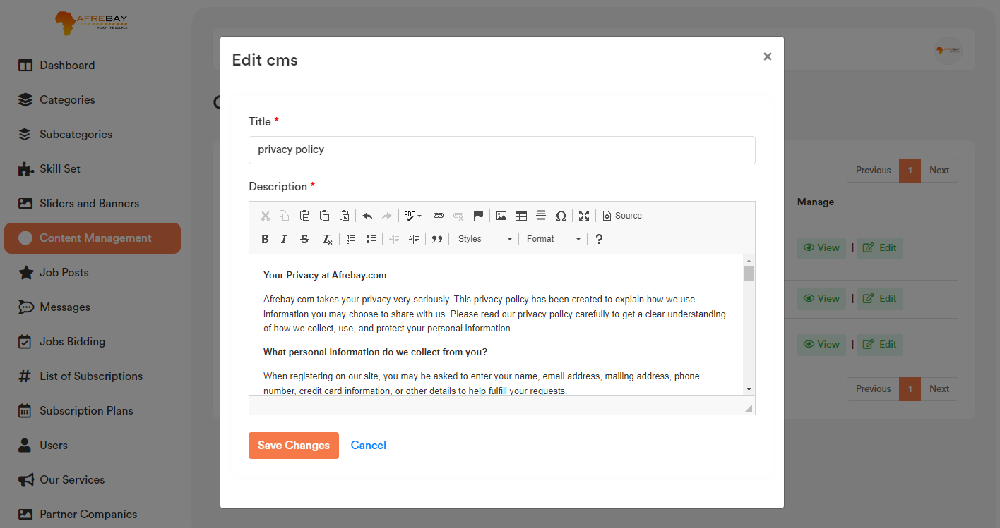 AFREBAY
REACH THE SOURCE
Dashboard
Categories
Subcategories
Skill Set
Sliders and Banners
Content Management
Job Posts
Messages
Jobs Bidding
List of Subscriptions
Subscription Plans
Users
Our Services
Partner Companies
Edit cms
×
Title *
privacy policy
Description *
ABC
Source
B I S Tx
Styles
Format
?
Your Privacy at Afrebay.com
Afrebay.com takes your privacy very seriously. This privacy policy has been created to explain how we use
information you may choose to share with us. Please read our privacy policy carefully to get a clear understanding
of how we collect, use, and protect your personal information.
What personal information do we collect from you?
When registering on our site, you may be asked to enter your name, email address, mailing address, phone
number, credit card information, or other details to help fulfill your requests.
Save Changes
Cancel
Previous 1 Next
Manage
View | Edit
View | Edit
View | Edit
Previous 1 Next